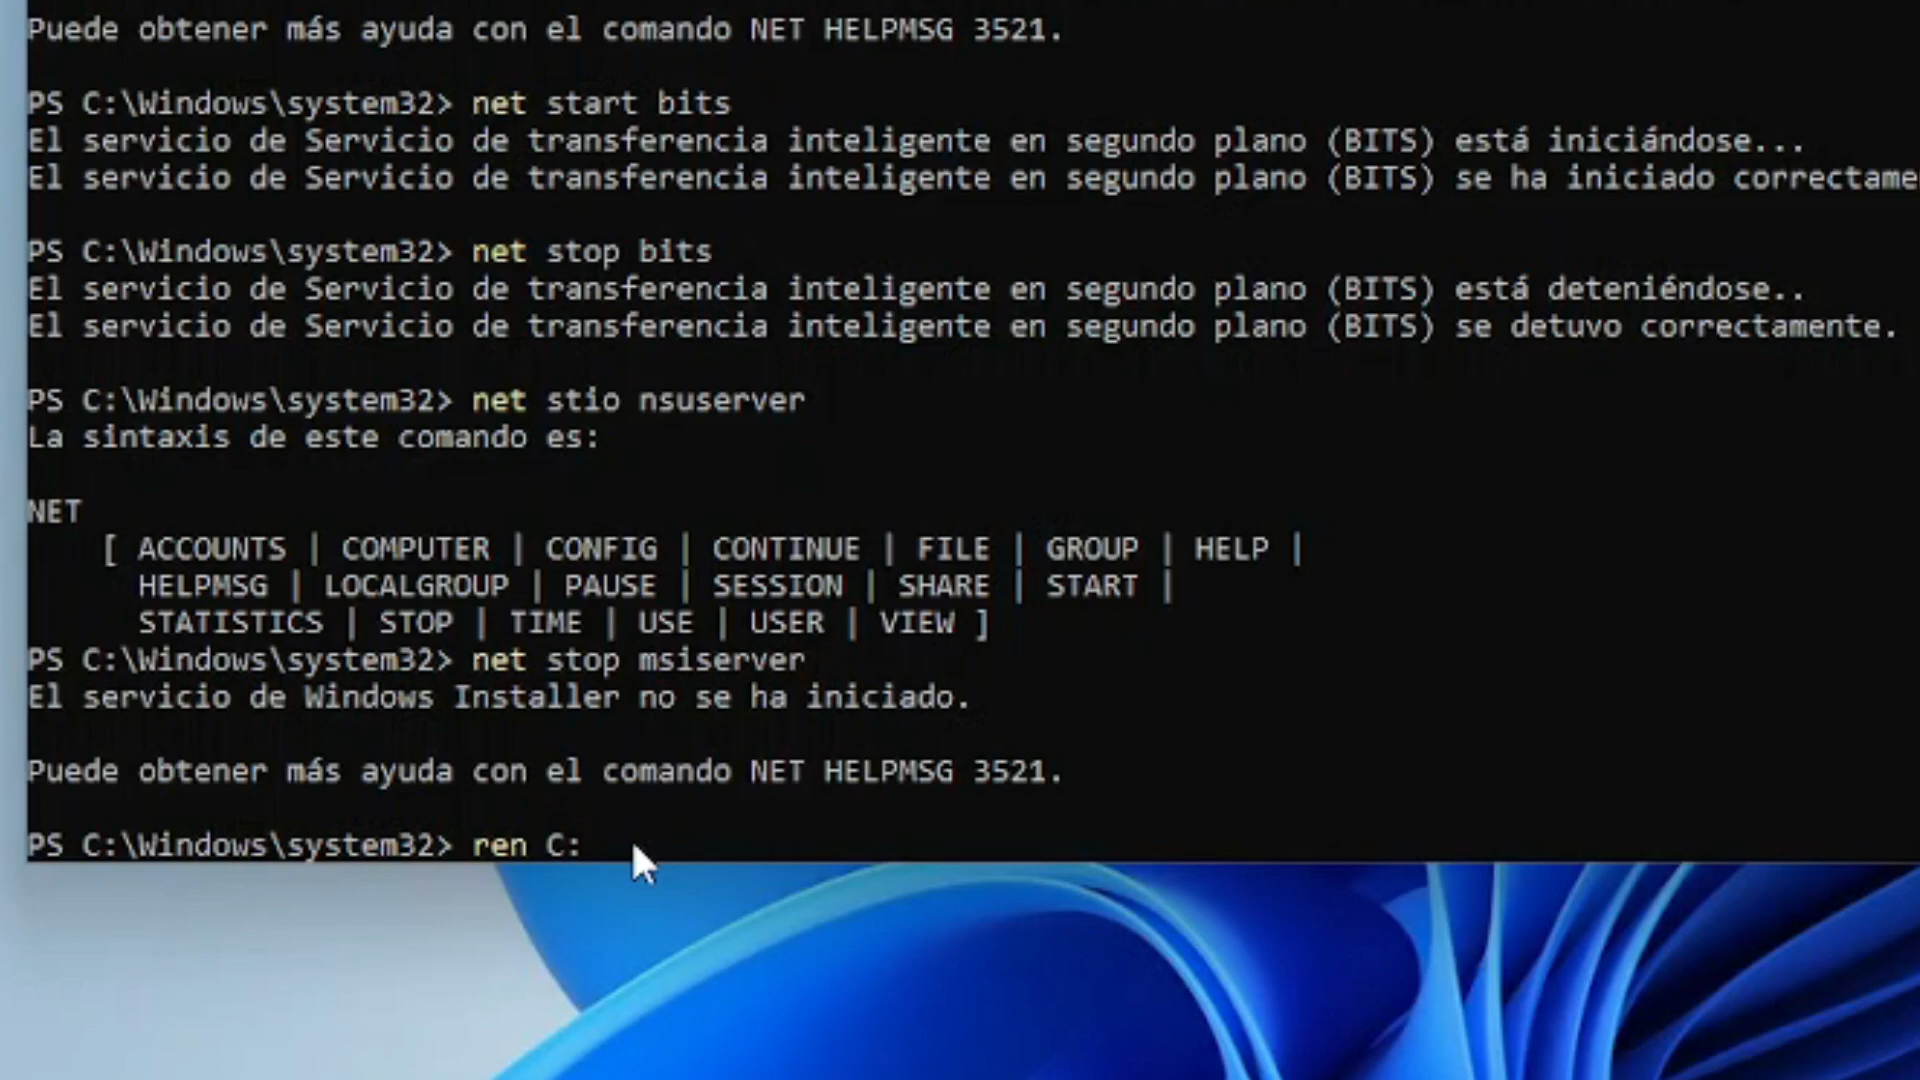 Puede obtener más ayuda con el comando NET HELPMSG 3521.
PS C:\Windows\system32> net start bits
El servicio de Servicio de transferencia inteligente en segundo plano (BITS) está iniciándose...
El servicio de Servicio de transferencia inteligente en segundo plano (BITS) se ha iniciado correctame
PS C:\Windows\system32> net stop bits
El servicio de Servicio de transferencia inteligente en segundo plano (BITS) está deteniéndose..
El servicio de Servicio de transferencia inteligente en segundo plano (BITS) se detuvo correctamente.
PS C:\Windows\system32> net stio nsuserver
La sintaxis de este comando es:
NET
[ ACCOUNTS | COMPUTER | CONFIG | CONTINUE | FILE | GROUP | HELP |
HELPMSG | LOCALGROUP | PAUSE | SESSION | SHARE | START |
STATISTICS | STOP | TIME | USE | USER | VIEW ]
PS C:\Windows\system32> net stop msiserver
El servicio de Windows Installer no se ha iniciado.
Puede obtener más ayuda con el comando NET HELPMSG 3521.
PS C:\Windows\system32> ren C: